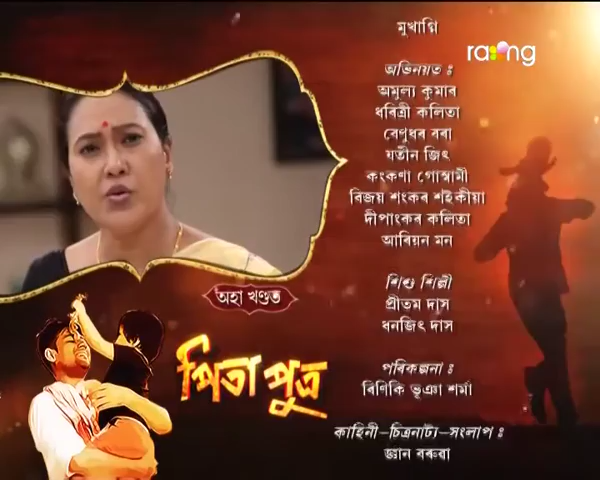 মুখাগ্নি
rang
অভিনয়ত :
অমূল্য কুমাৰ
ধৰিত্ৰী কলিতা
ৰেণুধৰ বৰা
যতীন জিৎ
কংকণা গোস্বামী
বিজয় শংকৰ শইকীয়া
দীপাংকৰ কলিতা
আৰিয়ন মন
অহা খণ্ডত
শিশু শিল্পী
প্ৰীতম দাস
ধনজিৎ দাস
পিতা পুত্ৰ
পৰিকল্পনা :
ৰিণিকি ভূঞা শৰ্মা
কাহিনী–চিত্ৰনাট্য–সংলাপ :
জ্ঞান বৰুৱা